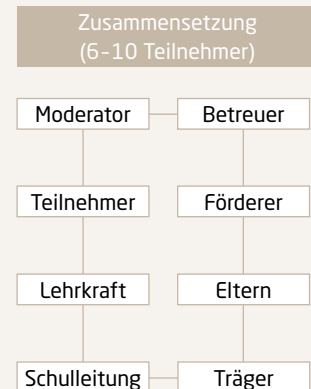 Zusammensetzung
(6–10 Teilnehmer)
Moderator
Betreuer
Teilnehmer
Förderer
Lehrkraft
Eltern
Schulleitung
Träger